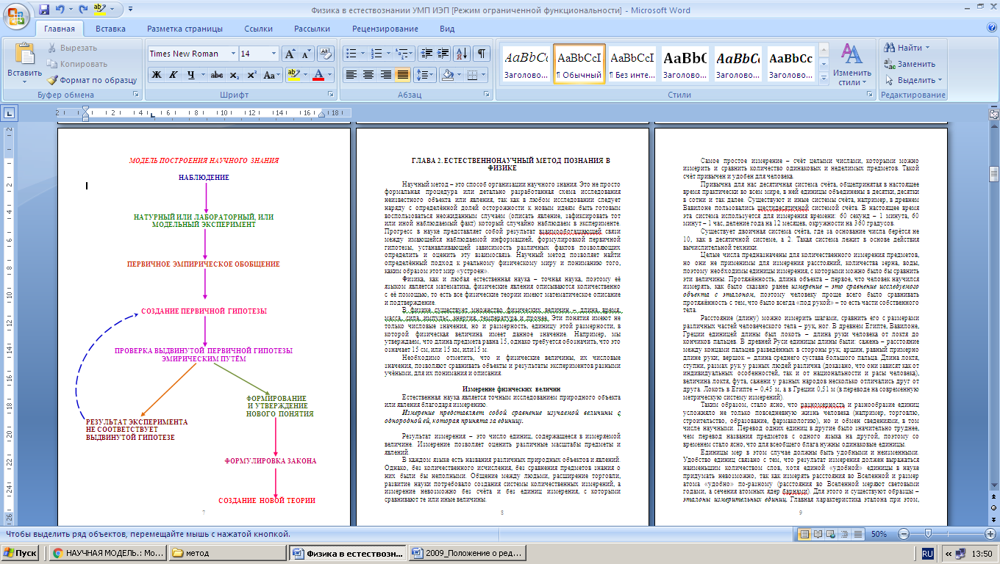 Физика в естествознании УМП ИЭП [Режим ограниченной функциональности] - Microsoft Word
Главная Вставка Разметка страницы Ссылки Рассылки Рецензирование Вид
Вставить
Вырезать
Копировать
Формат по образцу
Буфер обмена
Times New Roman 14
Ж К Ч abc x₂ x² Aa
Шрифт
Абзац
AaBbCc AaBbCcI AaBbCcI AaBbC AaBbCc AaBbCc
Заголово... ¶ Обычный ¶ Без инте... Заголово... Заголово... Заголово...
Изменить стили
Стили
Найти
Заменить
Выделить
Редактирование
2 2 4 6 8 10 12 14 16 18
МОДЕЛЬ ПОСТРОЕНИЯ НАУЧНОГО ЗНАНИЯ
НАБЛЮДЕНИЕ
НАТУРНЫЙ ИЛИ ЛАБОРАТОРНЫЙ, ИЛИ
МОДЕЛЬНЫЙ ЭКСПЕРИМЕНТ
ПЕРВИЧНОЕ ЭМПИРИЧЕСКОЕ ОБОБЩЕНИЕ
СОЗДАНИЕ ПЕРВИЧНОЙ ГИПОТЕЗЫ
ПРОВЕРКА ВЫДВИНУТОЙ ПЕРВИЧНОЙ ГИПОТЕЗЫ
ЭМИРИЧЕСКИМ ПУТЁМ
ФОРМИРОВАНИЕ
И УТВЕРЖДЕНИЕ
НОВОГО ПОНЯТИЯ
РЕЗУЛЬТАТ ЭКСПЕРИМЕНТА
НЕ СООТВЕТСТВУЕТ
ВЫДВИНУТОЙ ГИПОТЕЗЕ
ФОРМУЛИРОВКА ЗАКОНА
СОЗДАНИЕ НОВОЙ ТЕОРИИ
7
ГЛАВА 2. ЕСТЕСТВЕННОНАУЧНЫЙ МЕТОД ПОЗНАНИЯ В
ФИЗИКЕ
Научный метод – это способ организации научного знания. Это не просто
формальная процедура или детально разработанная схема исследования
неизвестного объекта или явления, так как в любом исследовании следует
наряду с определённой долей осторожности к новым идеям быть готовым
воспользоваться неожиданным случаем (описать явление, зафиксировать тот
или иной наблюдаемый факт) который случайно наблюдаем в эксперименте.
Прогресс в науке представляет собой результат взаимообогащающей связи
между имеющейся наблюдаемой информацией, формулировкой первичной
гипотезы, устанавливающей зависимость различных фактов позволяющих
определить и оценить эту взаимосвязь. Научный метод позволяет найти
определённый подход к реальному физическому миру и пониманию того,
каким образом этот мир «устроен».
Физика, как и любая естественная наука – точная наука, поэтому её
языком является математика, физические явления описываются количественно
с её помощью, то есть все физические теории имеют математическое описание
и подтверждение.
В физике существует множество физических величин – длина, время,
масса, сила, импульс, энергия, температура и прочее. Эти понятия имеют не
только числовые значения, но и размерность, единицу этой размерности, в
которой физическая величина имеет данное значение. Например, мы
утверждаем, что длина предмета равна 15, однако требуется обозначить, что это
означает 15 см, или 15 км, или15 м.
Необходимо отметить, что и физические величины, их числовые
значения, позволяют сравнивать объекты и результаты экспериментов разными
учёными, для их понимания и описания.
Измерение физических величин
Естественная наука является точным исследованием природного объекта
или явления благодаря измерению.
Измерение представляет собой сравнение изучаемой величины с
однородной ей, которая принята за единицу.
Результат измерения – это число единиц, содержащееся в измеряемой
величине. Измерение позволяет оценить различные масштабы предметы и
явлений.
В каждом языке есть названия различных природных объектов и явлений.
Однако, без количественного исчисления, без сравнения предметов знания о
них были бы неполными. Общение между людьми, расширение торговли,
развитие науки потребовало создания системы количественных измерений, а
измерение невозможно без счёта и без единиц измерения, с которыми
сравнивают те или иные величины.
8
Самое простое измерение – счёт целыми числами, которыми можно
измерить и сравнить количество одинаковых и неделимых предметов. Такой
счёт привычен и удобен для человека.
Привычна для нас десятичная система счёта, общепринятая в настоящее
время практически во всем мире, в ней единицы объединены в десятки, десятки
в сотни и так далее. Существуют и иные системы счёта, например, в древнем
Вавилоне пользовались шестидесятичной системой счёта. В настоящее время
эта система используется для измерения времени: 60 секунд – 1 минута, 60
минут – 1 час, деление года на 12 месяцев, окружности на 360 градусов.
Существует двоичная система счёта, где за основание числа берётся не
10, как в десятичной системе, а 2. Такая система лежит в основе действия
вычислительной техники.
Целые числа предназначены для количественного измерения предметов,
но они не применимы для измерения расстояний, количества зерна, воды,
поэтому необходимы единицы измерения, с которыми можно было бы сравнить
эти величины. Протяжённость, длина объекта – первое, что человек научился
измерять, как было сказано ранее измерение – это сравнение исследуемого
объекта с эталоном, поэтому человеку проще всего было сравнивать
протяжённость с тем, что было всегда «под рукой» – то есть части собственного
тела.
Расстояние (длину) можно измерить шагами, сравнить его с размерами
различных частей человеческого тела – рук, ног. В древнем Египте, Вавилоне,
Греции единицей длины был локоть – длина руки человека от локтя до
кончиков пальцев. В древней Руси единицы длины были: сажень – расстояние
между концами пальцев разведённых в стороны рук; аршин, равный примерно
длине руки; вершок – длина среднего сустава большого пальца. Длина локтя,
ступни, размах рук у разных людей различна (доказано, что они зависят как от
индивидуальных особенностей, так и от национальности и расы человека),
величина локтя, фута, сажени у разных народов несколько отличались друг от
друга. Локоть в Египте – 0,45 м, а в Греции 0,51 м (в переводе на современную
метрическую систему измерений).
Таким образом, стало ясно, что разномерность и разнообразие единиц
усложняло не только повседневную жизнь человека (например, торговлю,
строительство, образование, фармакологию), но и обмен сведениями, в том
числе научными. Перевод одних единиц в другие было значительно труднее,
чем перевод названия предметов с одного языка на другой, поэтому со
временем стало ясно, что для всеобщего блага нужны одинаковые единицы.
Единицы мер в этом случае должны быть удобными и неизменными.
Удобство единиц связано с тем, что результат измерения должен выражаться
наименьшим количеством слов, хотя единой «удобной» единицы в науке
придумать невозможно, так как измерять расстояния во Вселенной и размер
атома «удобно» по-разному (расстояния во Вселенной меряют световыми
годами, а сечения атомных ядер барнами). Для этого и существуют образцы –
эталоны измерительных единиц. Главная характеристика эталона при этом,
9
Чтобы выделить ряд объектов, перемещайте мышь с нажатой кнопкой.
50%
Пуск НАУЧНАЯ МОДЕЛЬ.: Мо... метод Физика в естествозн... 2009_Положение о ред... RU 13:50